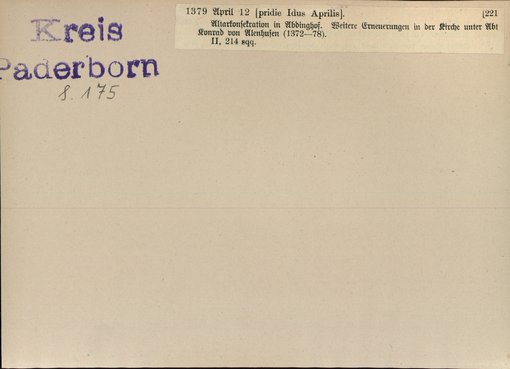 Kreis
Paderborn
S. 175
1379 April 12 [pridie Idus Aprilis]. [221
Altarkonsekration in Abdinghof. Weitere Erneuerungen in der Kirche unter Abt
Konrad von Alenhusen (1372—78).
II, 214 sqq.